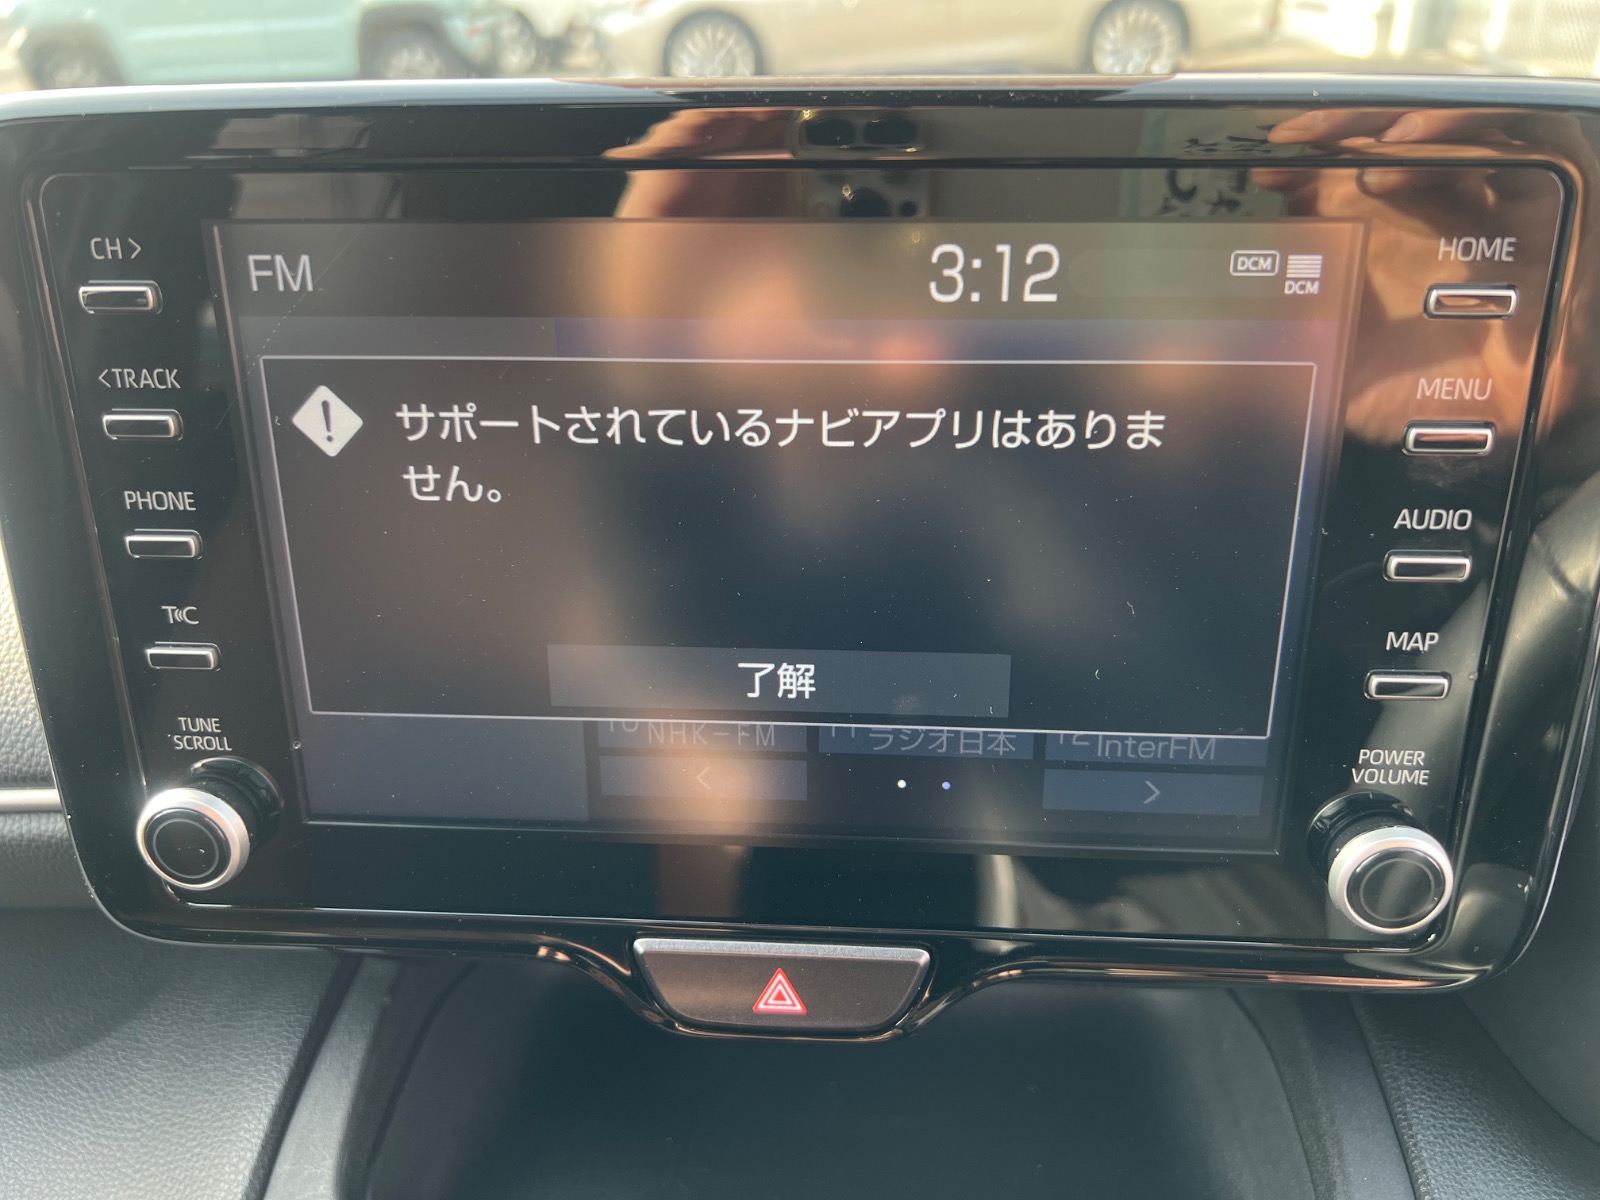 CH >
FM
3:12
DCM
DCM
HOME
サポートされているナビアプリはありま
せん。
< TRACK
MENU
PHONE
AUDIO
T
C
MAP
了解
TUNE
SCROLL
NHK-FM
11 ラジオ日本
12 InterFM
<
>
POWER
VOLUME